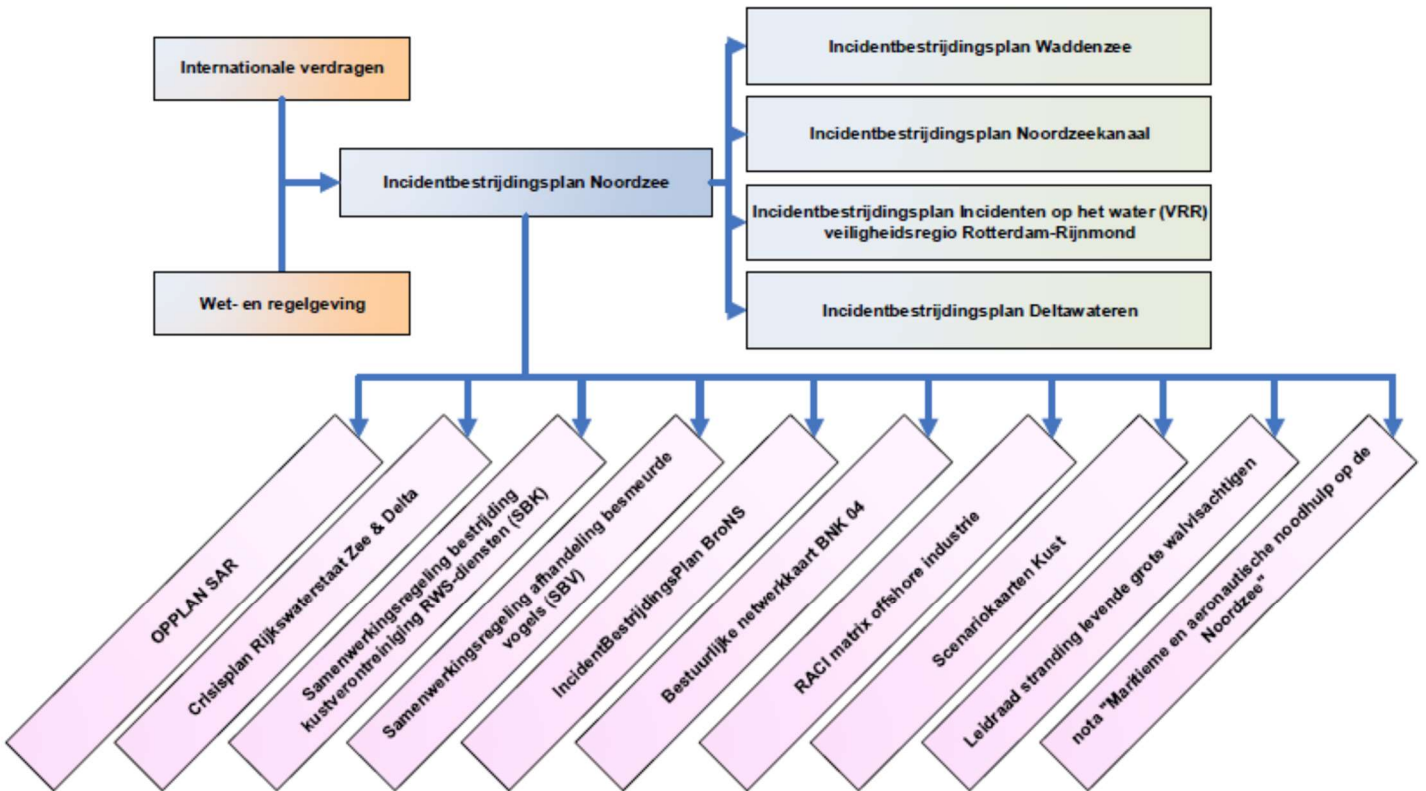 Internationale verdragen
Wet- en regelgeving
Incidentbestrijdingsplan Noordzee
Incidentbestrijdingsplan Waddenzee
Incidentbestrijdingsplan Noordzeekanaal
Incidentbestrijdingsplan Incidenten op het water (VRR)
veiligheidsregio Rotterdam-Rijnmond
Incidentbestrijdingsplan Deltawateren
OPPLAN SAR
Crisisplan Rijkswaterstaat Zee & Delta
Samenwerkingsregeling bestrijding
kustverontreiniging RWS-diensten (SBK)
Samenwerkingsregeling afhandeling besmeurde
vogels (SBV)
IncidentBestrijdingsPlan BroNS
Bestuurlijke netwerkkaart BNK 04
RACI matrix offshore industrie
Scenariokaarten Kust
Leidraad stranding levende grote walvisachtigen
nota "Maritieme en aeronautische noodhulp op de
Noordzee"